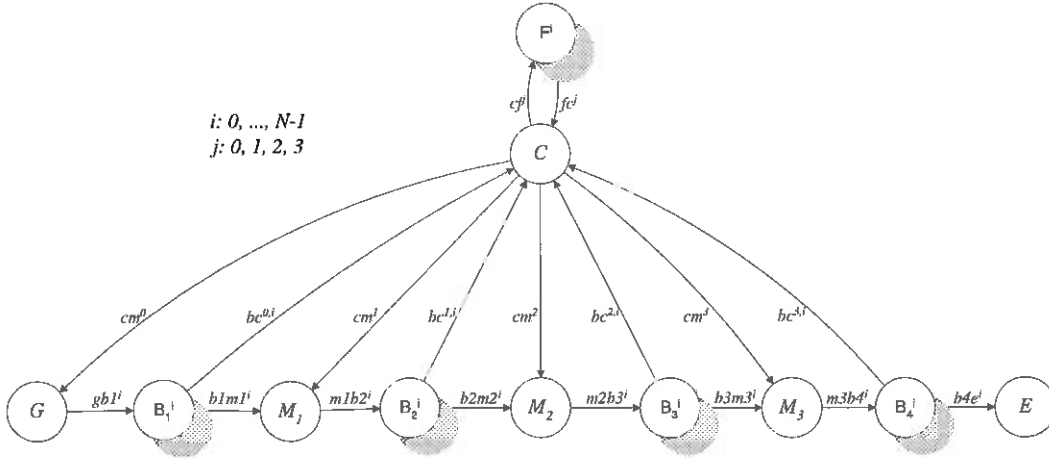 F^j
cf^j fc^j
i: 0, ..., N-1
j: 0, 1, 2, 3
C
cm^0 bc^{0,i} cm^1 bc^{1,i} cm^2 bc^{2,i} cm^3 bc^{3,i}
G gb1^i B_1^i b1m1^i M_1 m1b2^i B_2^i b2m2^i M_2 m2b3^i B_3^i b3m3^i M_3 m3b4^i B_4^i b4e^i E